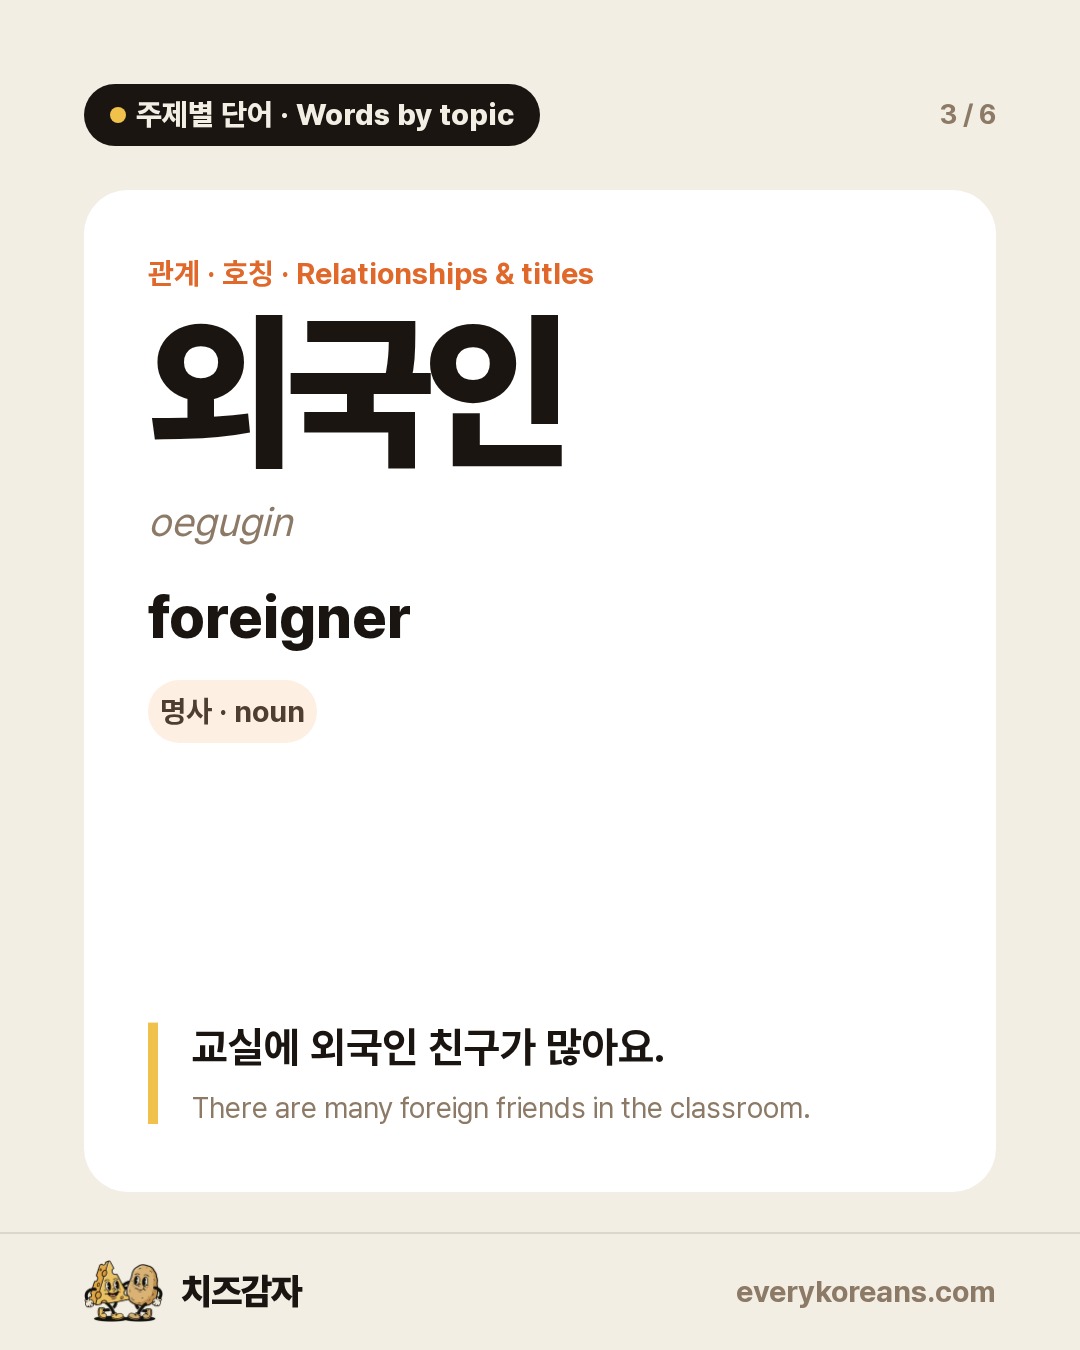 주제별 단어 · Words by topic
3 / 6
관계 · 호칭 · Relationships & titles
외국인
oegugin
foreigner
명사 · noun
교실에 외국인 친구가 많아요.
There are many foreign friends in the classroom.
치즈감자
everykoreans.com